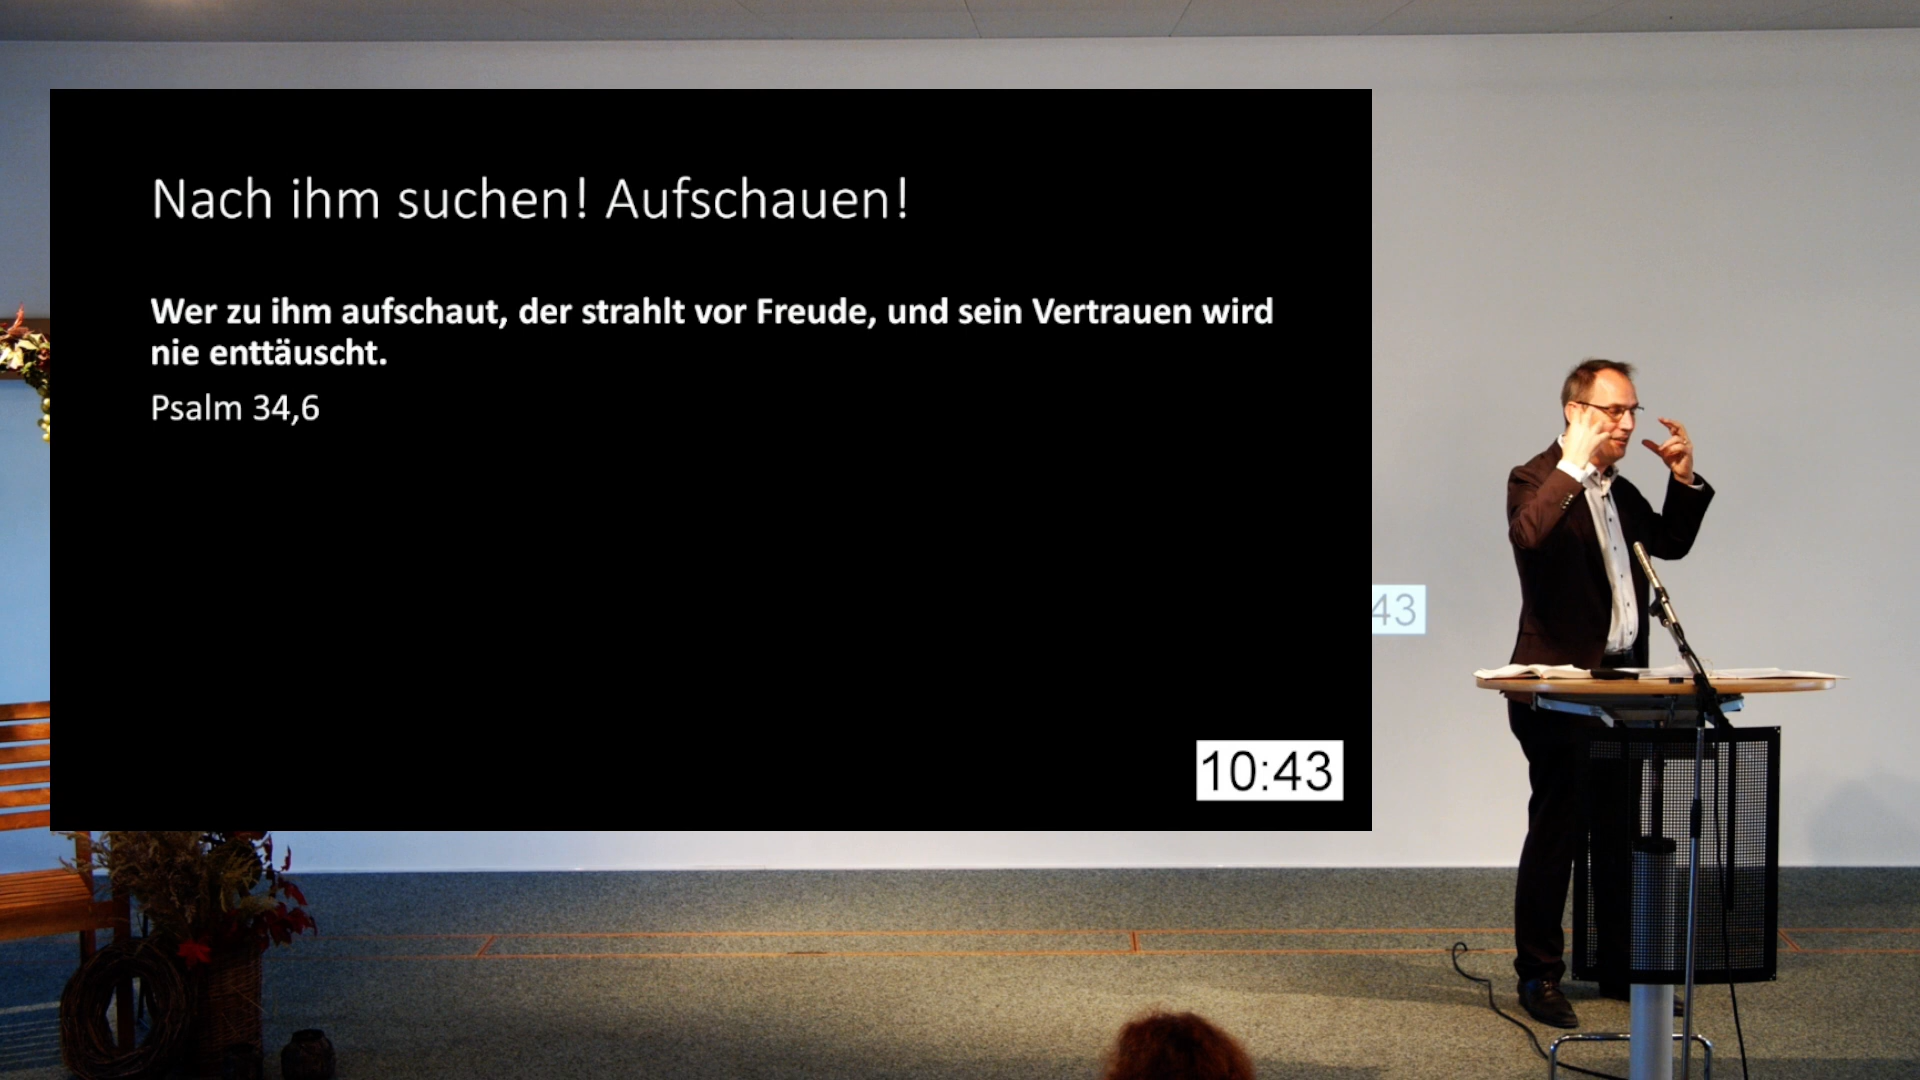 Nach ihm suchen! Aufschauen!
Wer zu ihm aufschaut, der strahlt vor Freude, und sein Vertrauen wird
nie enttäuscht.
Psalm 34,6
43
10:43